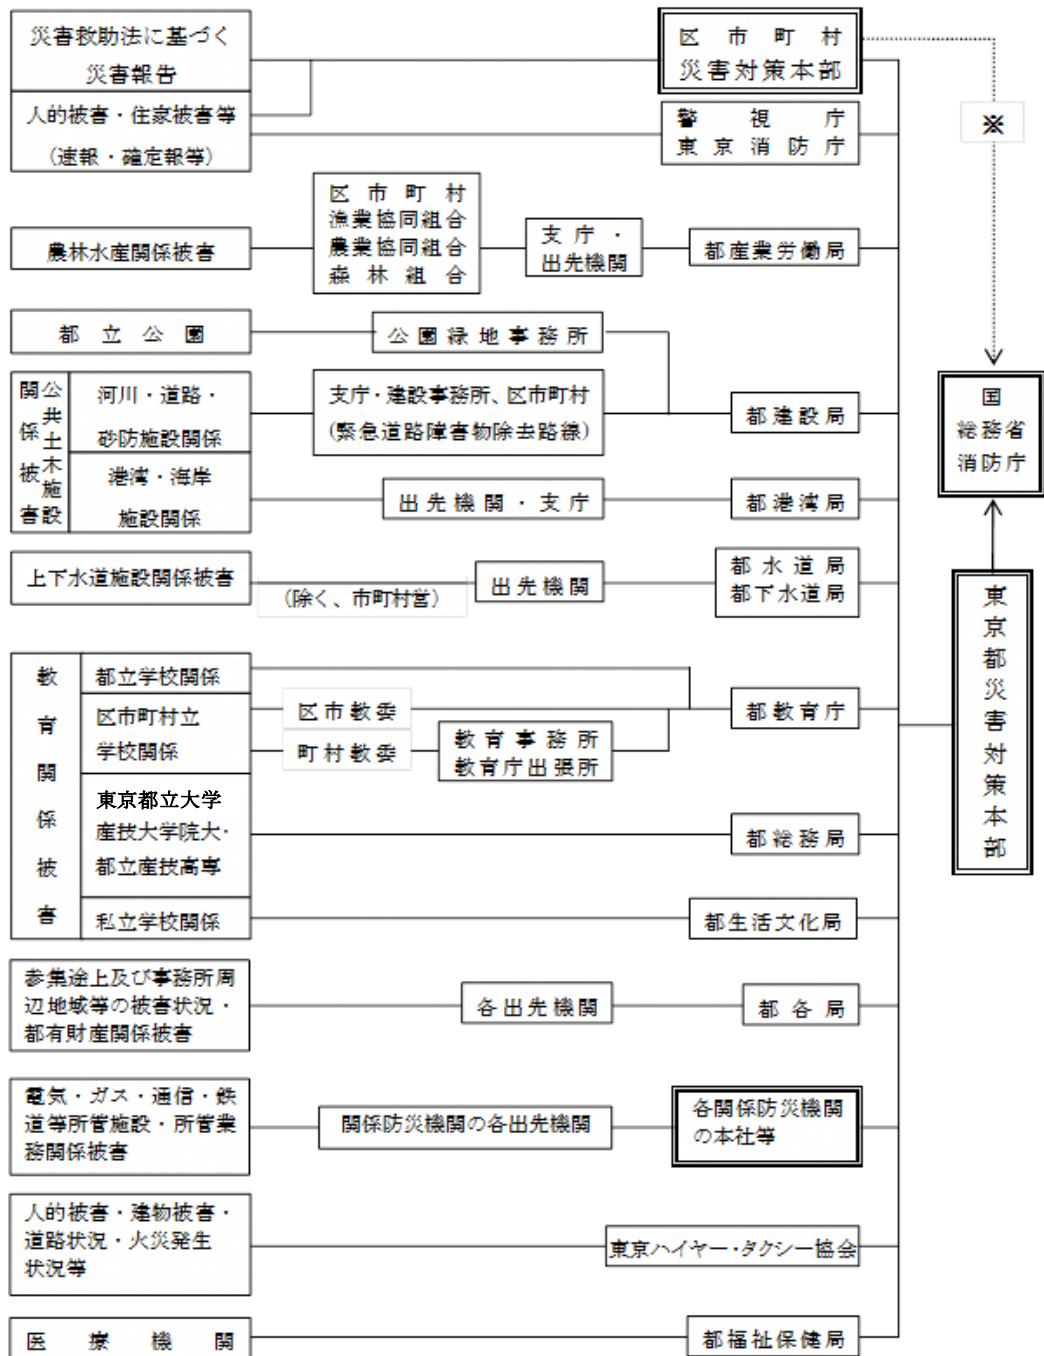 災害救助法に基づく
災害報告
区市町村
災害対策本部
人的被害・住家被害等
(速報・確定報等)
警視庁
東京消防庁
※
農林水産関係被害
区市町村
漁業協同組合
農業協同組合
森林組合
支庁・
出先機関
都産業労働局
都立公園
公園緑地事務所
公共土木施設
関係被害
河川・道路・
砂防施設関係
支庁・建設事務所、区市町村
(緊急道路障害物除去路線)
都建設局
国
総務省
消防庁
港湾・海岸
施設関係
出先機関・支庁
都港湾局
上下水道施設関係被害
(除く、市町村営)
出先機関
都水道局
都下水道局
東京都災害対策本部
教育関係被害
都立学校関係
区市町村立
学校関係
区市教委
町村教委
教育事務所
教育庁出張所
都教育庁
東京都立大学
産技大学院大・
都立産技高専
都総務局
私立学校関係
都生活文化局
参集途上及び事務所周
辺地域等の被害状況・
都有財産関係被害
各出先機関
都各局
電気・ガス・通信・鉄
道等所管施設・所管業
務関係被害
関係防災機関の各出先機関
各関係防災機関
の本社等
人的被害・建物被害・
道路状況・火災発生
状況等
東京ハイヤー・タクシー協会
医療機関
都福祉保健局